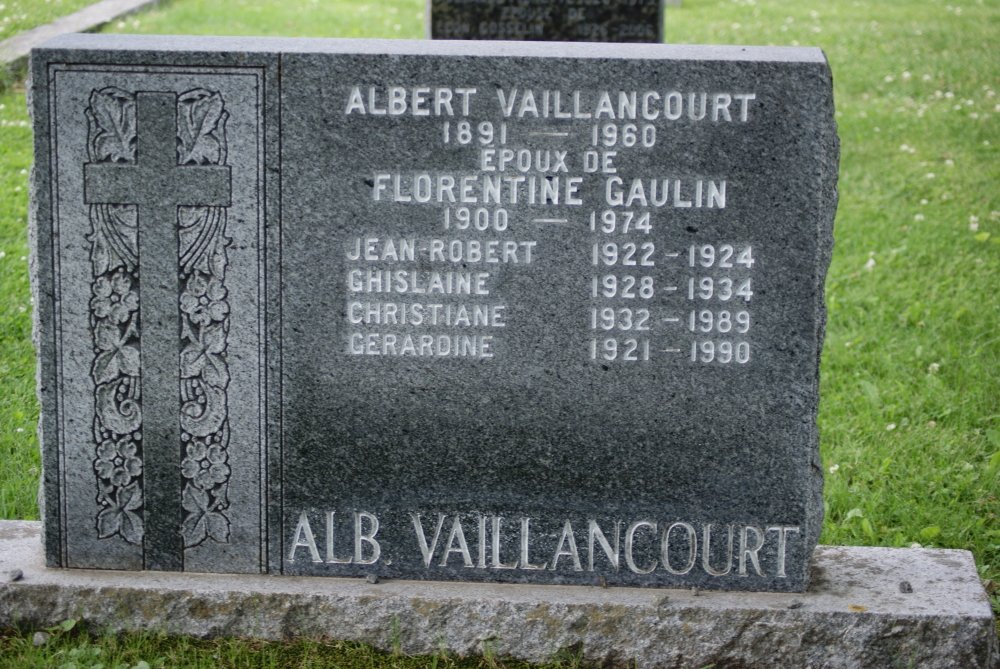 ALBERT VAILLANCOURT
1891 — 1960
EPOUX DE
FLORENTINE GAULIN
1900 — 1974
JEAN-ROBERT 1922 - 1924
GHISLAINE 1928 - 1934
CHRISTIANE 1932 - 1989
GERARDINE 1921 - 1990
ALB. VAILLANCOURT